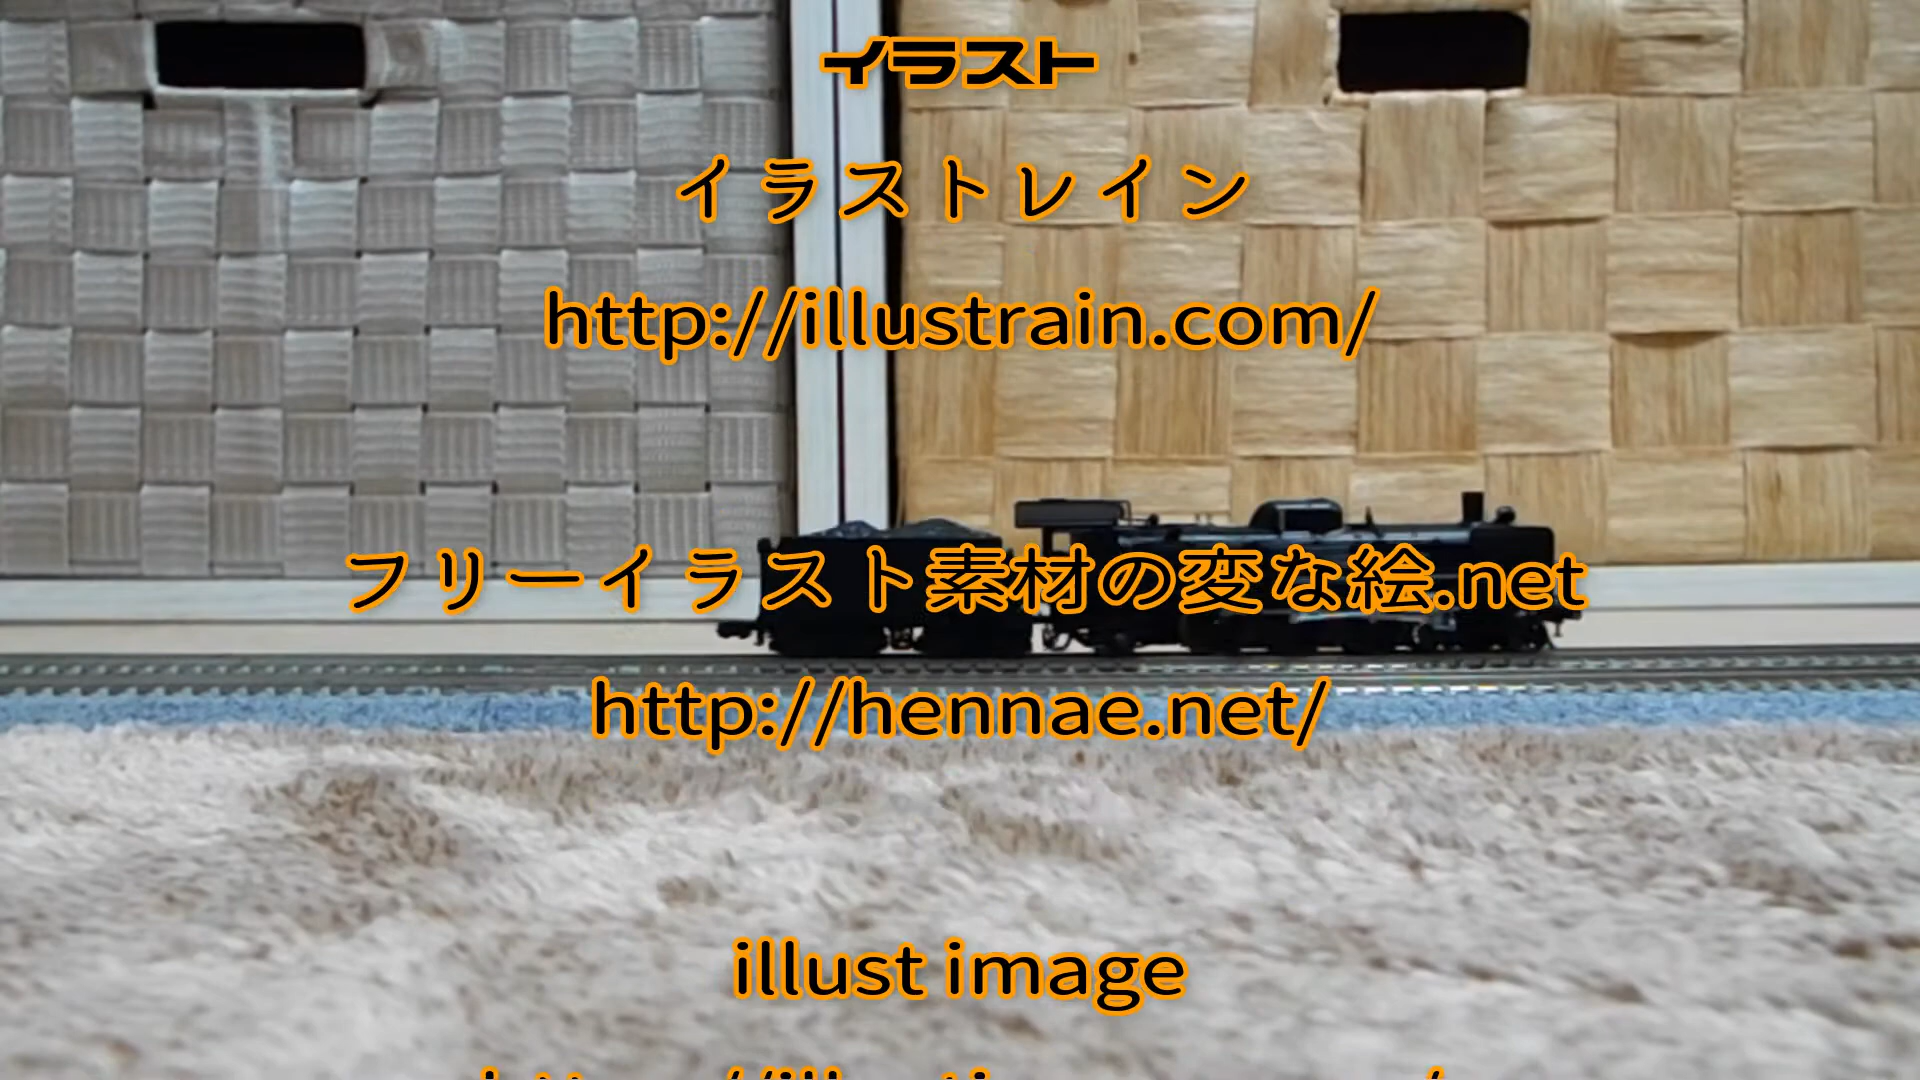 イラスト
イラストレイン
http://illustrain.com/
フリーイラスト素材の変な絵.net
http://hennae.net/
illust image